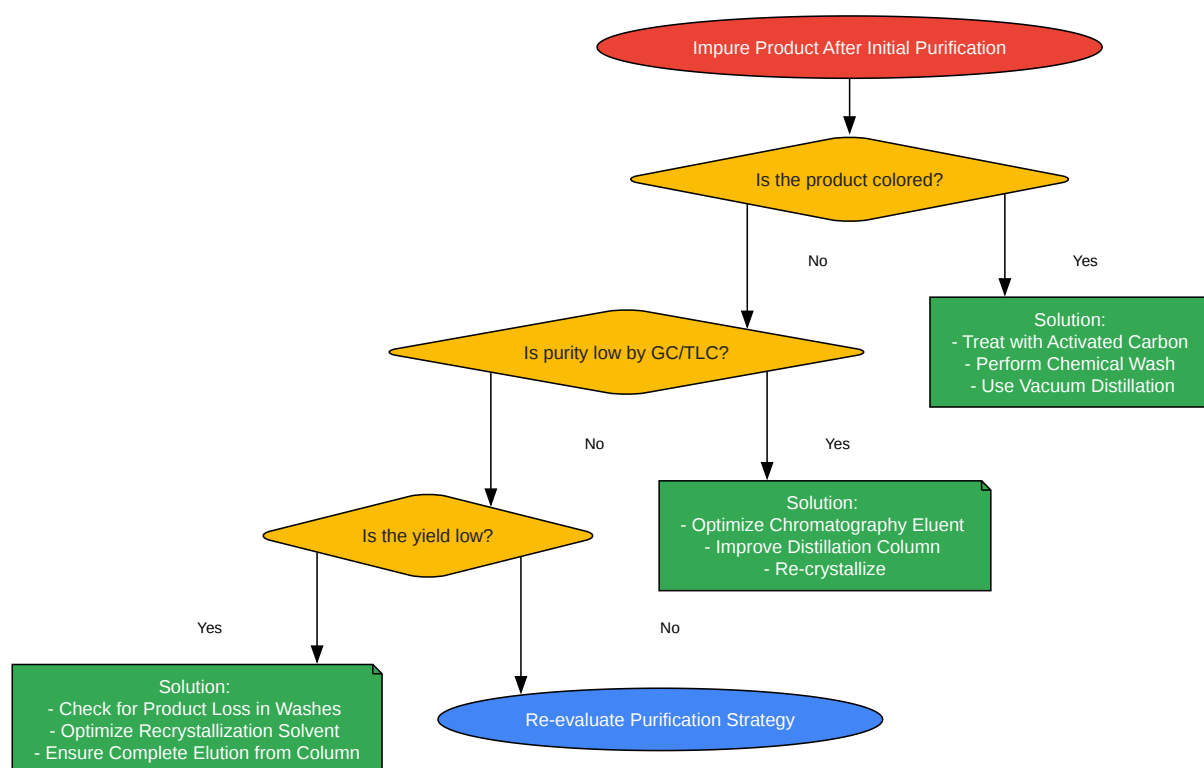 Impure Product After Initial Purification
Is the product colored?
No
Yes
Solution:
- Treat with Activated Carbon
- Perform Chemical Wash
- Use Vacuum Distillation
Is purity low by GC/TLC?
No
Yes
Solution:
- Optimize Chromatography Eluent
- Improve Distillation Column
- Re-crystallize
Is the yield low?
Yes
No
Solution:
- Check for Product Loss in Washes
- Optimize Recrystallization Solvent
- Ensure Complete Elution from Column
Re-evaluate Purification Strategy